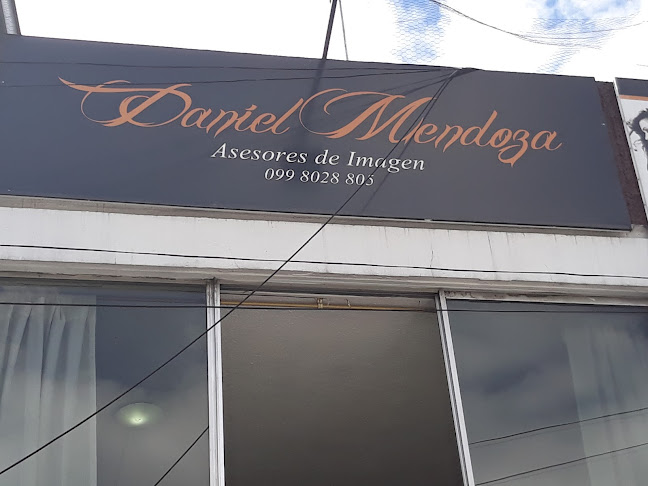 Daniel Mendoza
Asesores de Imagen
099 8028 805